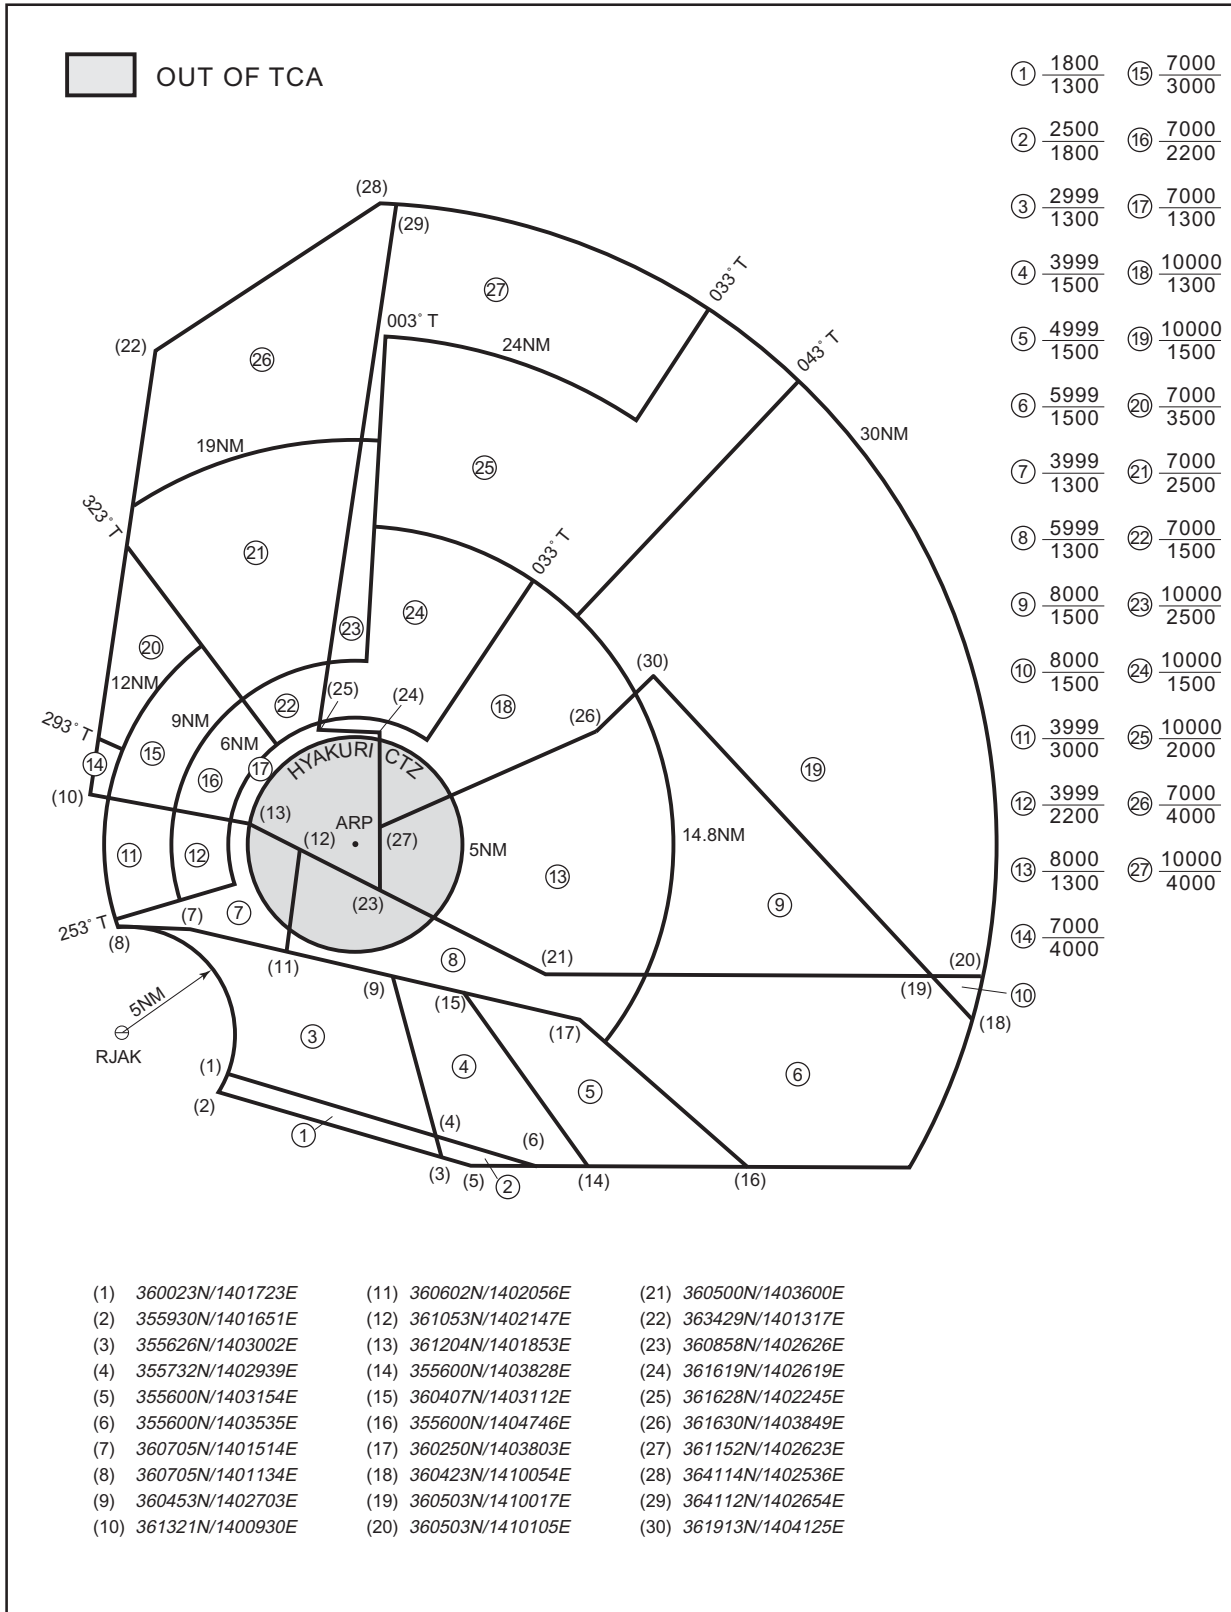 OUT OF TCA
① 1800
1300
② 2500
1800
③ 2999
1300
④ 3999
1500
⑤ 4999
1500
⑥ 5999
1500
⑦ 3999
1300
⑧ 5999
1300
⑨ 8000
1500
⑩ 8000
1500
⑪ 3999
3000
⑫ 3999
2200
⑬ 8000
1300
⑭ 7000
4000
⑮ 7000
3000
⑯ 7000
2200
⑰ 7000
1300
⑱ 10000
1300
⑲ 10000
1500
⑳ 7000
3500
㉑ 7000
2500
㉒ 7000
1500
㉓ 10000
2500
㉔ 10000
1500
㉕ 10000
2000
㉖ 7000
4000
㉗ 10000
4000
(28)
(29)
㉗
033° T
003° T
(22)
㉖
24NM
043° T
30NM
19NM
㉕
323° T
㉑
033° T
㉔
㉓
⑳
(30)
12NM
(25)
(24)
㉒
⑱
(26)
293° T
9NM
6NM
⑮
⑭
⑯
⑰
HYAKURI CTZ
⑲
(10)
(13)
ARP
(12)
(27)
5NM
14.8NM
⑪
⑫
⑬
(23)
⑨
253° T
(7)
⑦
(8)
(11)
⑧
(21)
(20)
(9)
(15)
(19)
⑩
5NM
(17)
(18)
RJAK
③
(1)
④
⑤
⑥
(2)
(4)
①
(6)
(3)
(5)
②
(14)
(16)
(1) 360023N/1401723E
(2) 355930N/1401651E
(3) 355626N/1403002E
(4) 355732N/1402939E
(5) 355600N/1403154E
(6) 355600N/1403535E
(7) 360705N/1401514E
(8) 360705N/1401134E
(9) 360453N/1402703E
(10) 361321N/1400930E
(11) 360602N/1402056E
(12) 361053N/1402147E
(13) 361204N/1401853E
(14) 355600N/1403828E
(15) 360407N/1403112E
(16) 355600N/1404746E
(17) 360250N/1403803E
(18) 360423N/1410054E
(19) 360503N/1410017E
(20) 360503N/1410105E
(21) 360500N/1403600E
(22) 363429N/1401317E
(23) 360858N/1402626E
(24) 361619N/1402619E
(25) 361628N/1402245E
(26) 361630N/1403849E
(27) 361152N/1402623E
(28) 364114N/1402536E
(29) 364112N/1402654E
(30) 361913N/1404125E